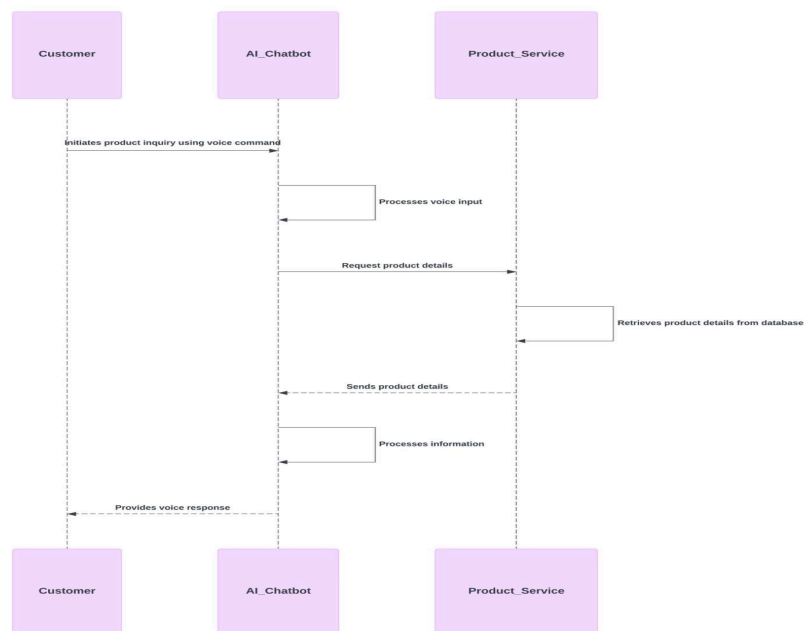 Customer
AI_Chatbot
Product_Service
Initiates product inquiry using voice command
Processes voice input
Request product details
Retrieves product details from database
Sends product details
Processes information
Provides voice response
Customer
AI_Chatbot
Product_Service